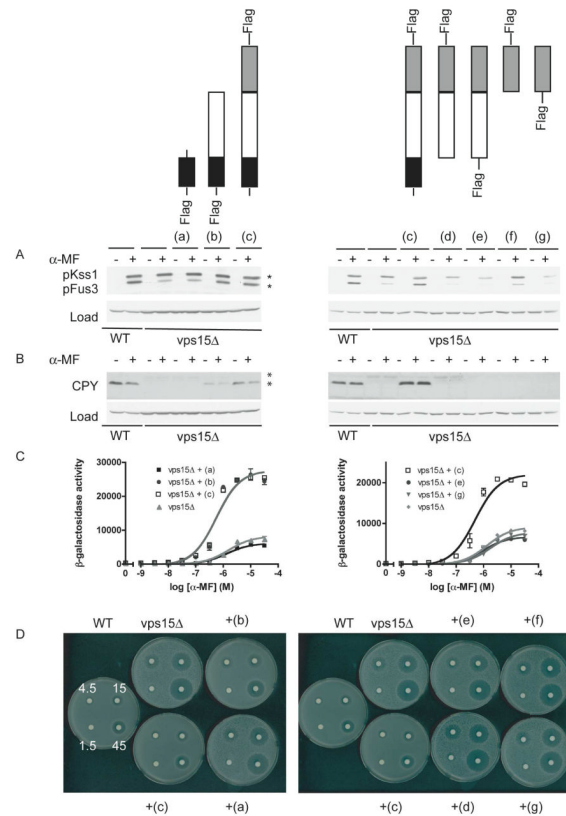 Flag
Flag
Flag
Flag
Flag
Flag
Flag
Flag
Flag
(a) (b) (c)
(c) (d) (e) (f) (g)
A
α-MF - + - + - + - + - +
- + - + - + - + - + - + - +
pKss1 *
pFus3 *
Load
WT vps15Δ
WT vps15Δ
B
α-MF - + - + - + - + - +
- + - + - + - + - + - + - +
*
CPY *
Load
WT vps15Δ
WT vps15Δ
C
β-galactosidase activity
30000
20000
10000
0
0 -9 -8 -7 -6 -5 -4
log [α-MF] (M)
vps15Δ + (a)
vps15Δ + (b)
vps15Δ + (c)
vps15Δ
β-galactosidase activity
20000
10000
0
0 -9 -8 -7 -6 -5 -4
log [α-MF] (M)
vps15Δ + (c)
vps15Δ + (e)
vps15Δ + (g)
vps15Δ
D
WT vps15Δ +(b)
4.5 15
1.5 45
+(c) +(a)
WT vps15Δ +(e) +(f)
+(c) +(d) +(g)